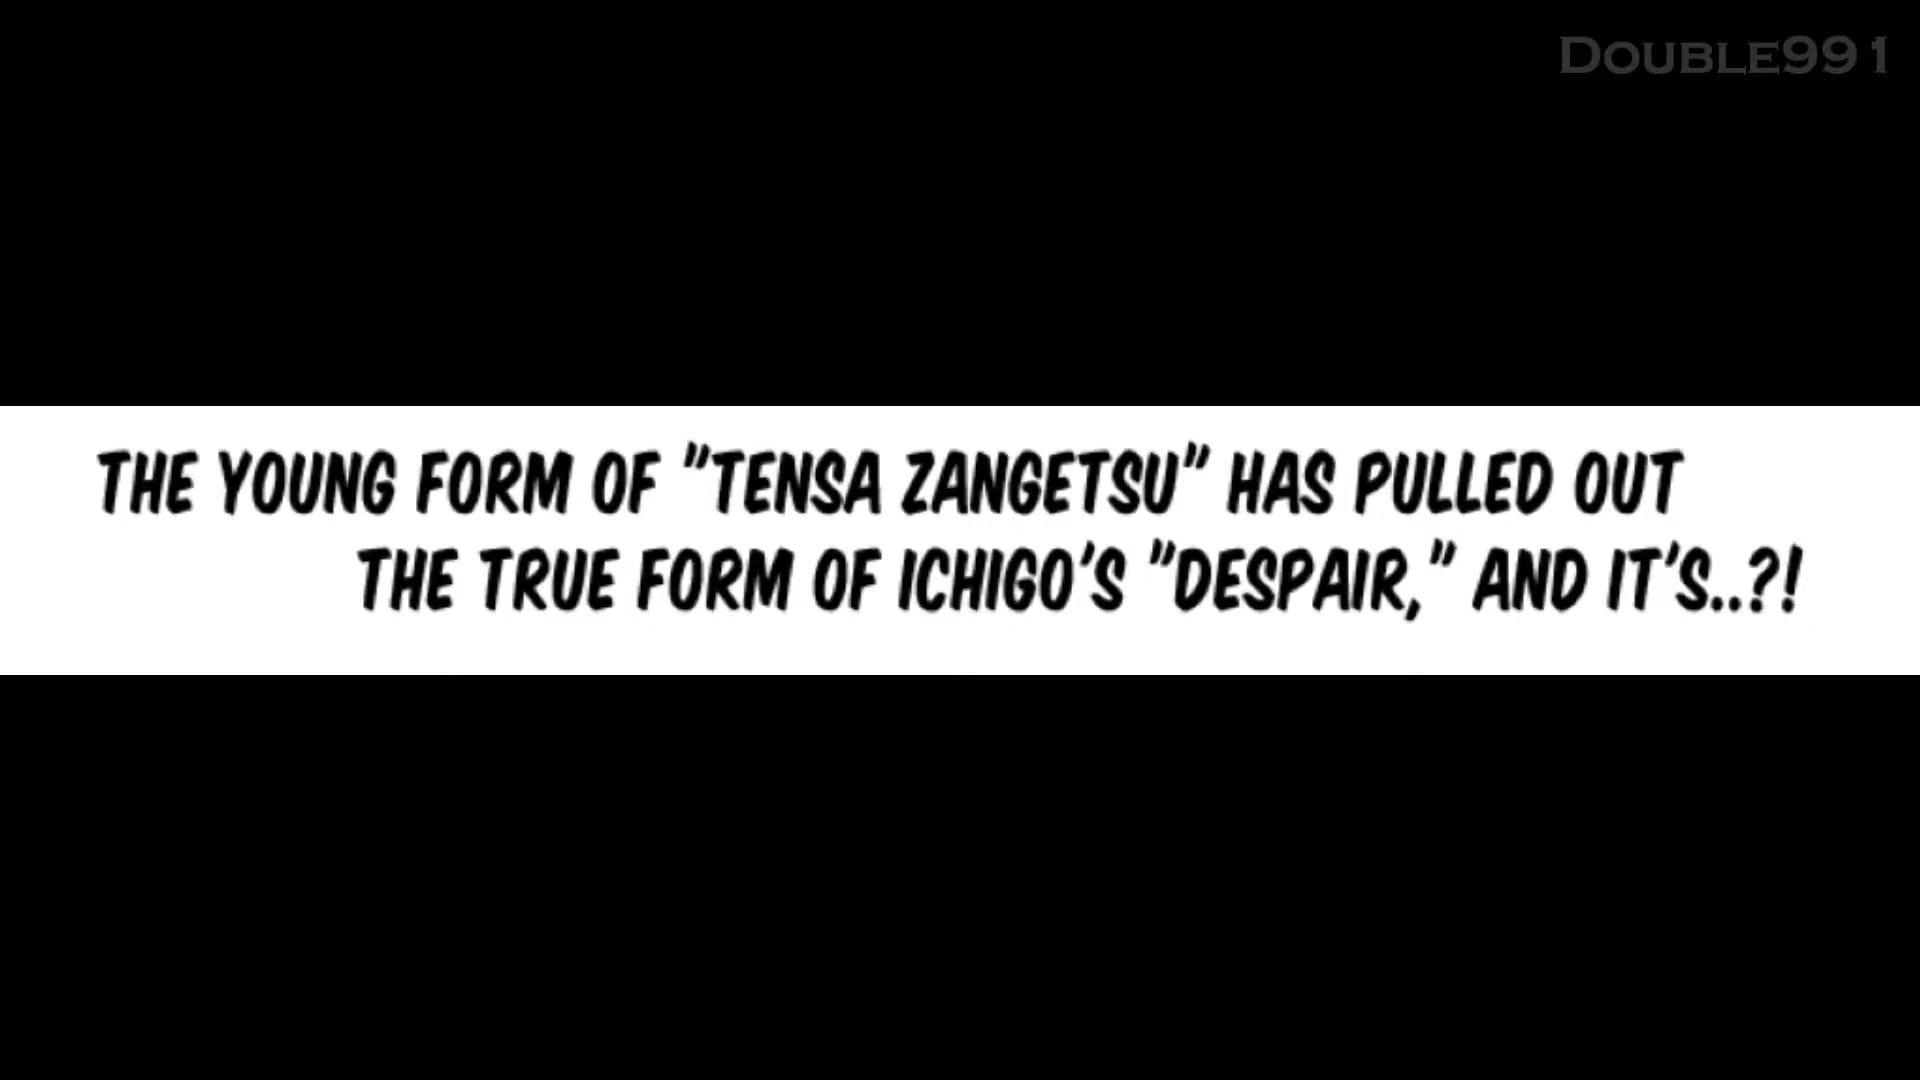 Double991
THE YOUNG FORM OF "TENSA ZANGETSU" HAS PULLED OUT
THE TRUE FORM OF ICHIGO'S "DESPAIR," AND IT'S..?!